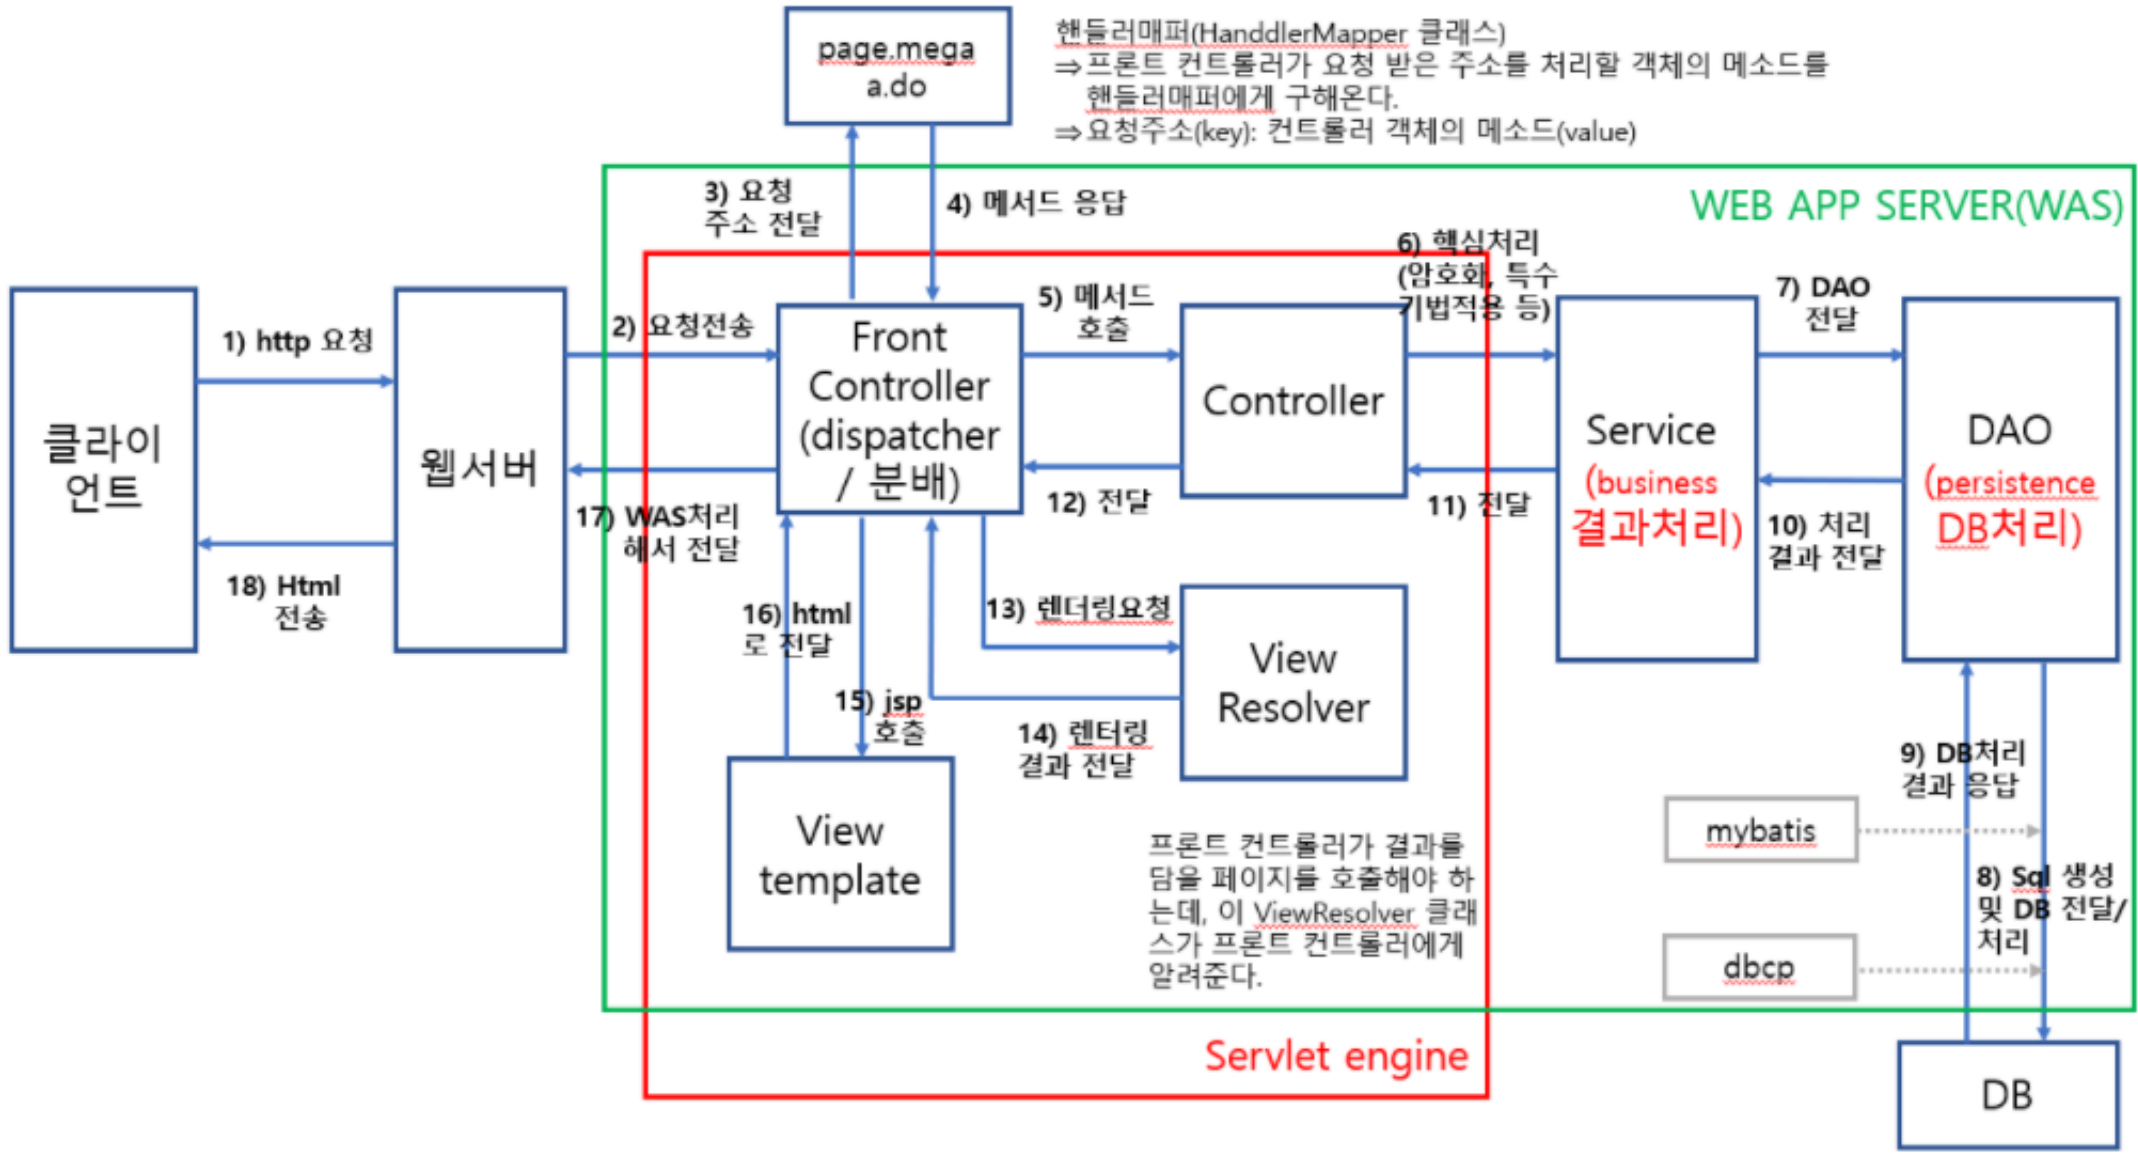 page.mega
a.do
핸들러매퍼(HanddlerMapper 클래스)
⇒프론트 컨트롤러가 요청 받은 주소를 처리할 객체의 메소드를
핸들러매퍼에게 구해온다.
⇒요청주소(key): 컨트롤러 객체의 메소드(value)
WEB APP SERVER(WAS)
3) 요청
주소 전달
4) 메서드 응답
클라이
언트
1) http 요청
18) Html
전송
웹서버
2) 요청전송
17) WAS처리
해서 전달
Front
Controller
(dispatcher
/ 분배)
5) 메서드
호출
12) 전달
Controller
6) 핵심처리
(암호화, 특수
기법적용 등)
11) 전달
Service
(business
결과처리)
7) DAO
전달
10) 처리
결과 전달
DAO
(persistence
DB처리)
16) html
로 전달
15) jsp
호출
13) 렌더링요청
14) 렌터링
결과 전달
View
Resolver
View
template
프론트 컨트롤러가 결과를
담을 페이지를 호출해야 하
는데, 이 ViewResolver 클래
스가 프론트 컨트롤러에게
알려준다.
9) DB처리
결과 응답
mybatis
8) Sql 생성
및 DB 전달/
처리
dbcp
Servlet engine
DB